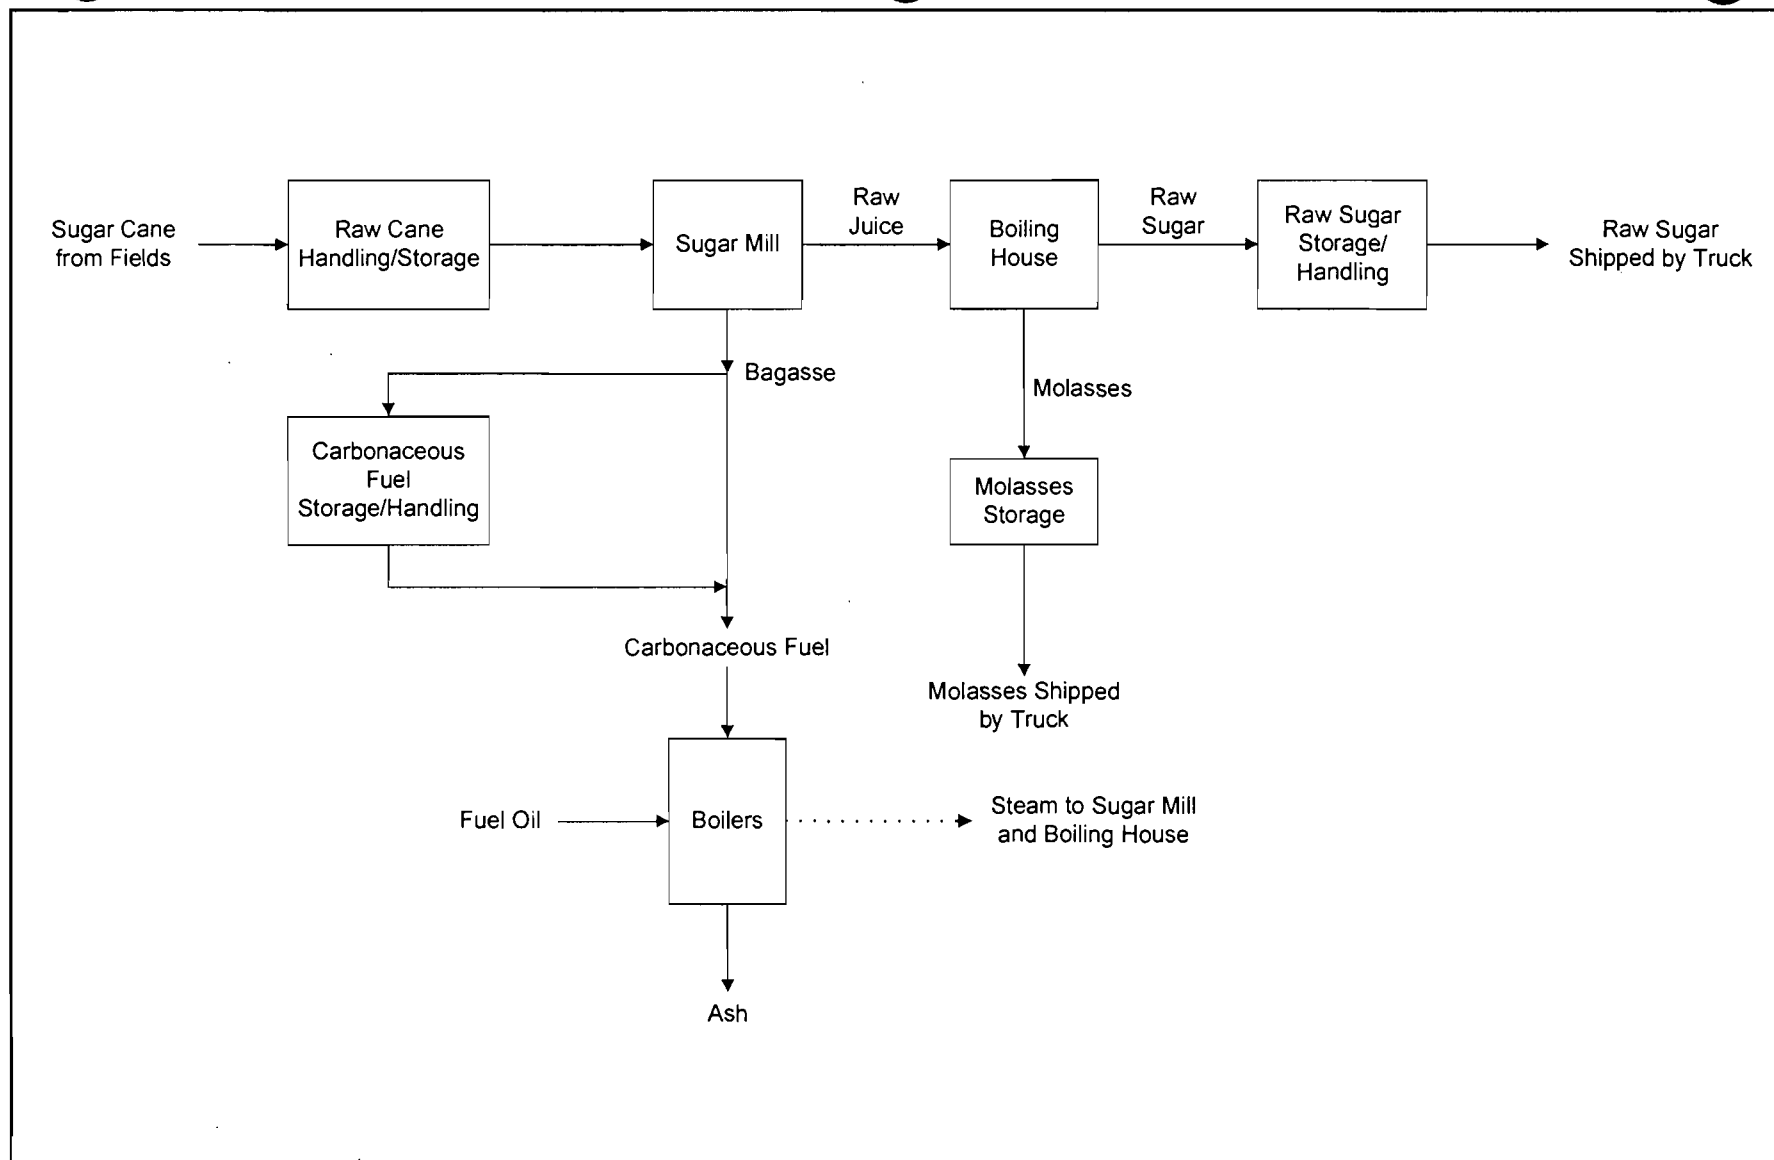 Sugar Cane
from Fields
Raw Cane
Handling/Storage
Sugar Mill
Raw
Juice
Boiling
House
Raw
Sugar
Raw Sugar
Storage/
Handling
Raw Sugar
Shipped by Truck
Bagasse
Molasses
Carbonaceous
Fuel
Storage/Handling
Molasses
Storage
Carbonaceous Fuel
Molasses Shipped
by Truck
Fuel Oil
Boilers
Steam to Sugar Mill
and Boiling House
Ash